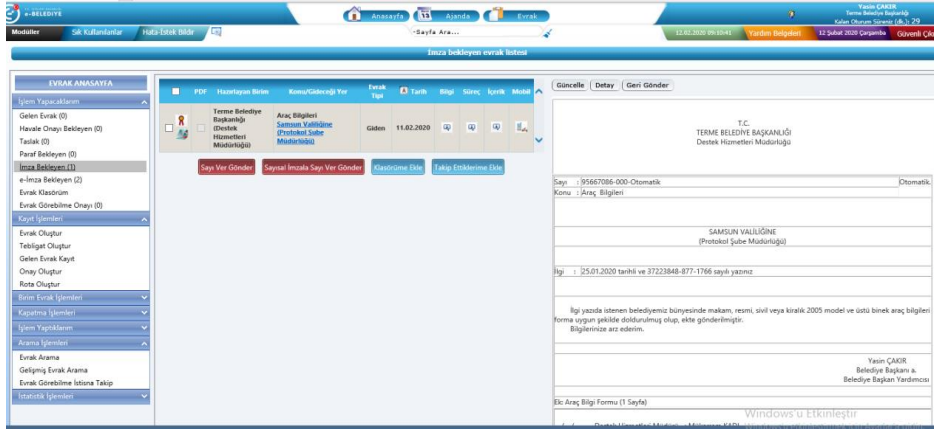 e-BELEDİYE
Anasayfa
Ajanda
Evrak
Yasin ÇAKIR
Terme Belediye Başkanlığı
Kalan Oturum Süreniz (dk.): 29
Modüller
Sık Kullanılanlar
Hata-İstek Bildir
-Sayfa Ara...
12.02.2020 09:10:41
Yardım Belgeleri
12 Şubat 2020 Çarşamba
Güvenli Çıkış
İmza bekleyen evrak listesi
EVRAK ANASAYFA
İşlem Yapacaklarım
Gelen Evrak (0)
Havale Onayı Bekleyen (0)
Taslak (0)
Paraf Bekleyen (0)
İmza Bekleyen (1)
e-İmza Bekleyen (2)
Evrak Klasörüm
Evrak Görebilme Onayı (0)
Kayıt İşlemleri
Evrak Oluştur
Tebligat Oluştur
Gelen Evrak Kayıt
Onay Oluştur
Rota Oluştur
Birim Evrak İşlemleri
Kapatma İşlemleri
İşlem Yaptıklarım
Arama İşlemleri
Evrak Arama
Gelişmiş Evrak Arama
Evrak Görebilme İstisna Takip
İstatistik İşlemleri
PDF Hazırlayan Birim Konu/Gideceği Yer Evrak Tipi Tarih Bilgi Süreç İçerik Mobil
Terme Belediye
Başkanlığı
(Destek
Hizmetleri
Müdürlüğü)
Araç Bilgileri
Samsun Valiliğine
(Protokol Şube
Müdürlüğü)
Giden
11.02.2020
Sayı Ver Gönder
Sayısal İmzala Sayı Ver Gönder
Klasörüme Ekle
Takip Ettiklerime Ekle
Güncelle
Detay
Geri Gönder
T.C.
TERME BELEDİYE BAŞKANLIĞI
Destek Hizmetleri Müdürlüğü
Sayı : 95667086-000-Otomatik Otomatik.
Konu : Araç Bilgileri
SAMSUN VALİLİĞİNE
(Protokol Şube Müdürlüğü)
İlgi : 25.01.2020 tarihli ve 37223848-877-1766 sayılı yazınız
İlgi yazıda istenen belediyemiz bünyesinde makam, resmi, sivil veya kiralık 2005 model ve üstü binek araç bilgileri
forma uygun şekilde doldurulmuş olup, ekte gönderilmiştir.
Bilgilerinize arz ederim.
Yasin ÇAKIR
Belediye Başkanı a.
Belediye Başkan Yardımcısı
Ek: Araç Bilgi Formu (1 Sayfa)
Windows'u Etkinleştir